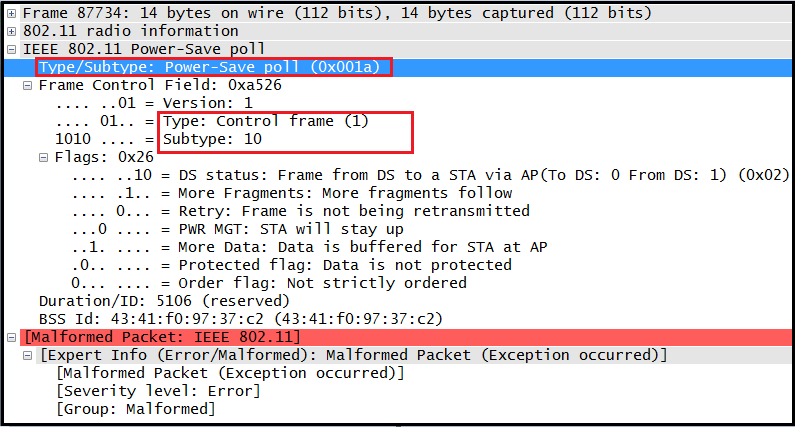 Frame 87734: 14 bytes on wire (112 bits), 14 bytes captured (112 bits)
802.11 radio information
IEEE 802.11 Power-Save poll
Type/Subtype: Power-Save poll (0x001a)
Frame Control Field: 0xa526
.... ..01 = Version: 1
.... 01.. = Type: Control frame (1)
1010 .... = Subtype: 10
Flags: 0x26
.... ..10 = DS status: Frame from DS to a STA via AP(To DS: 0 From DS: 1) (0x02)
.... .1.. = More Fragments: More fragments follow
.... 0... = Retry: Frame is not being retransmitted
...0 .... = PWR MGT: STA will stay up
..1. .... = More Data: Data is buffered for STA at AP
.0.. .... = Protected flag: Data is not protected
0... .... = Order flag: Not strictly ordered
Duration/ID: 5106 (reserved)
BSS Id: 43:41:f0:97:37:c2 (43:41:f0:97:37:c2)
[Malformed Packet: IEEE 802.11]
[Expert Info (Error/Malformed): Malformed Packet (Exception occurred)]
[Malformed Packet (Exception occurred)]
[Severity level: Error]
[Group: Malformed]